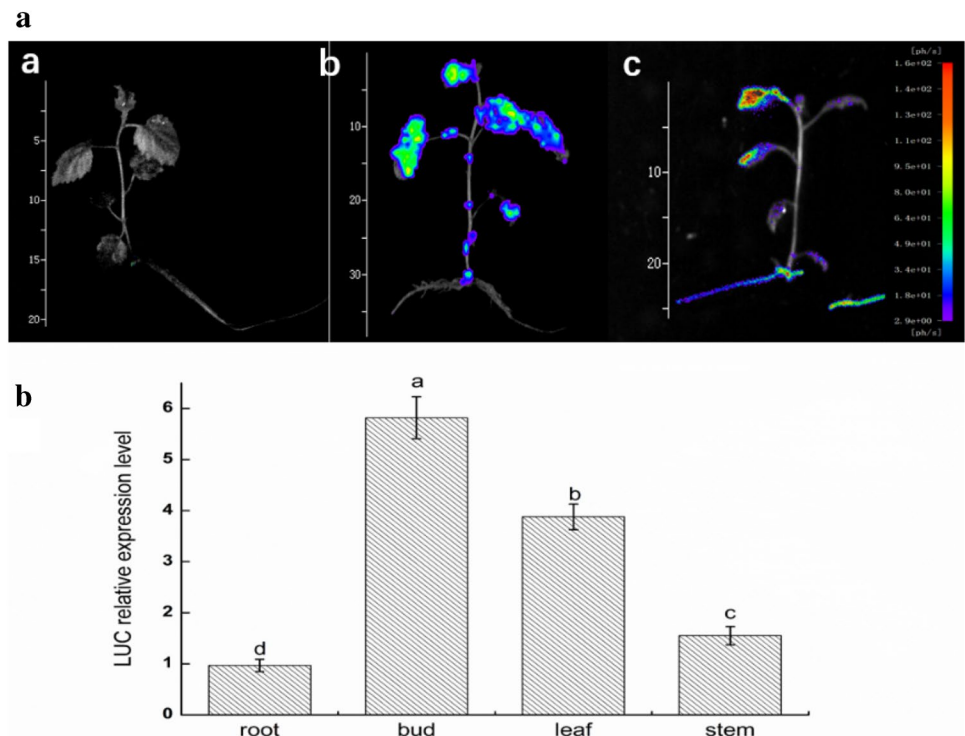 a
a
5
10
15
20
b
10
20
30
c
10
20
[ph/s]
1.6e+02
1.4e+02
1.3e+02
1.1e+02
9.5e+01
8.0e+01
6.4e+01
4.9e+01
3.4e+01
1.8e+01
2.9e+00
[ph/s]
b
LUC relative expression level
6
5
4
3
2
1
0
d
a
b
c
root bud leaf stem